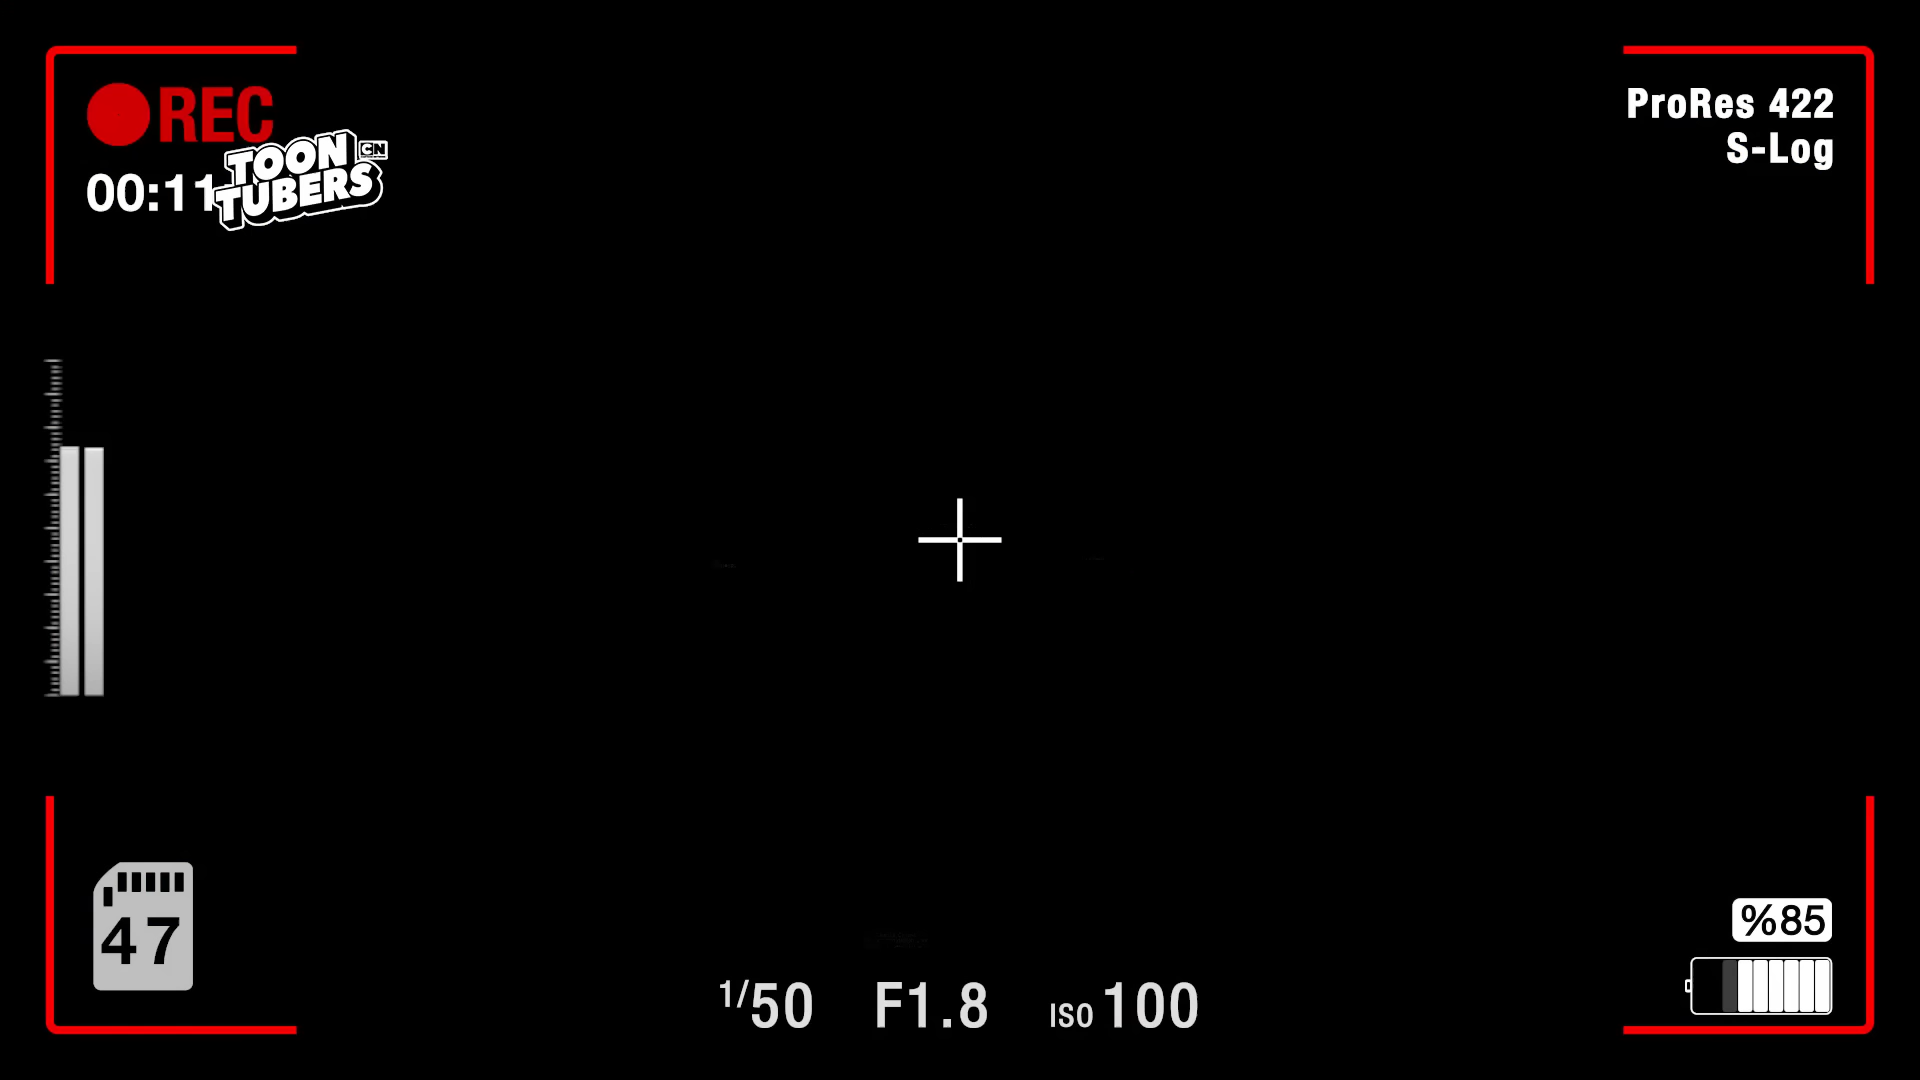 REC
00:11
TOON
TUBERS
CN
ProRes 422
S-Log
47
%85
1/50 F1.8 ISO 100